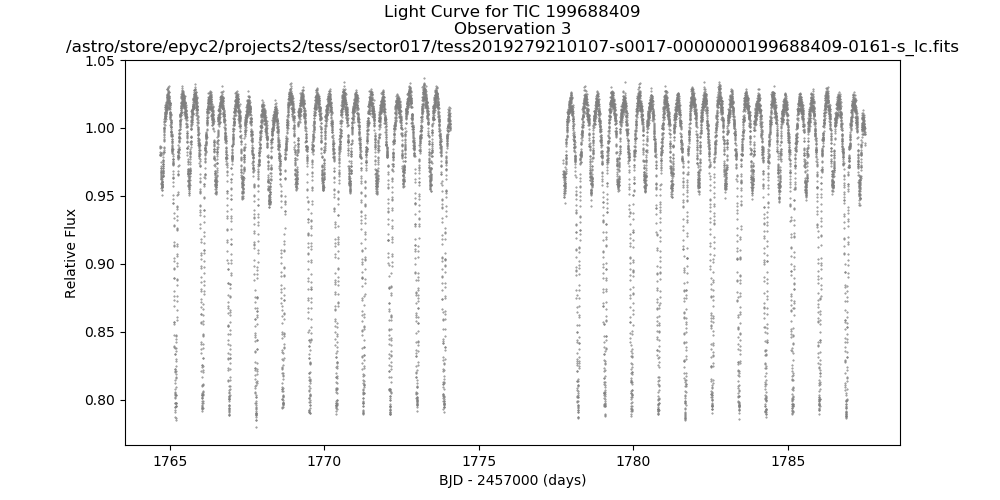 Light Curve for TIC 199688409
Observation 3
/astro/store/epyc2/projects2/tess/sector017/tess2019279210107-s0017-0000000199688409-0161-s_lc.fits
1.05
1.00
0.95
0.90
0.85
0.80
Relative Flux
1765
1770
1775
1780
1785
BJD - 2457000 (days)